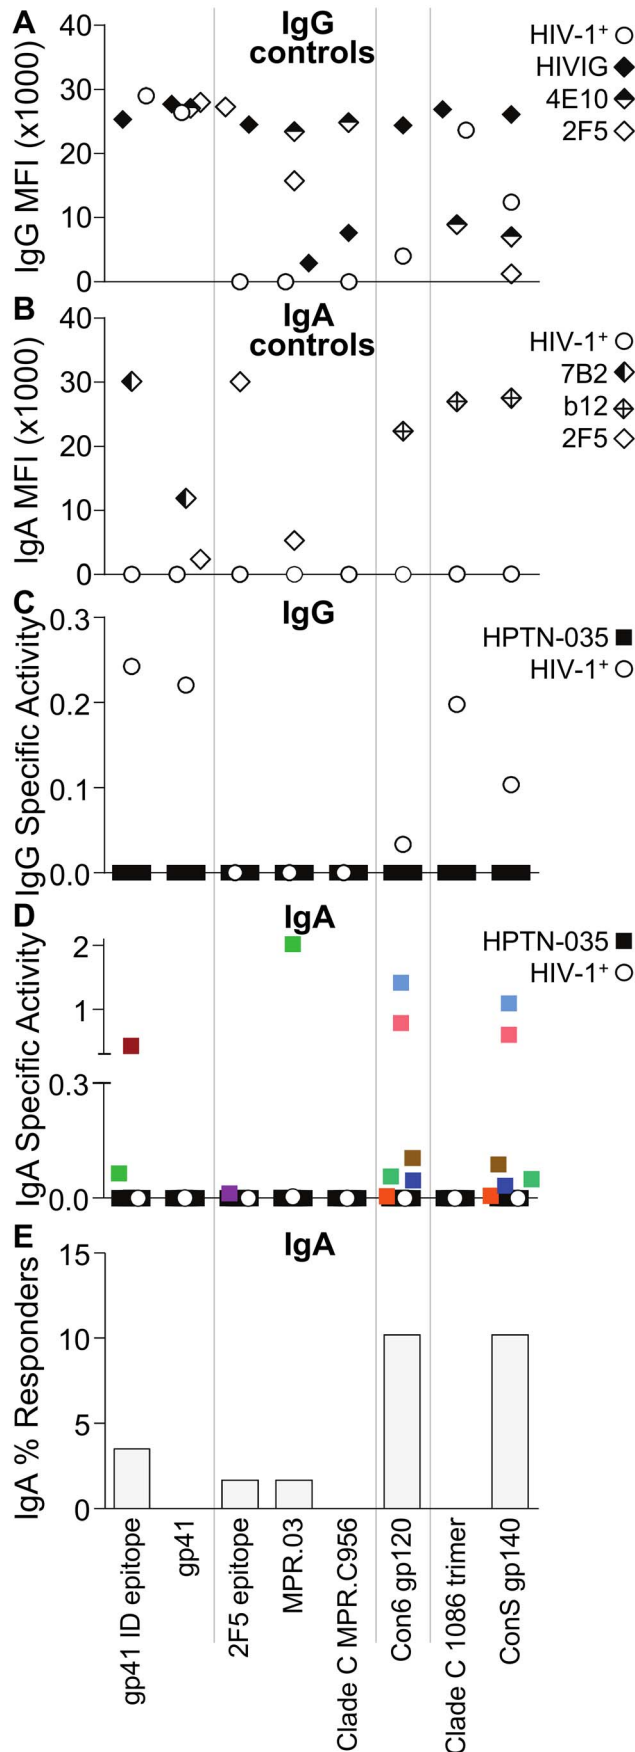 A
IgG
controls
IgG MFI (x1000)
40
30
20
10
0
HIV-1⁺
HIVIG
4E10
2F5
B
IgA
controls
IgA MFI (x1000)
40
30
20
10
0
HIV-1⁺
7B2
b12
2F5
C
IgG
IgG Specific Activity
0.3
0.2
0.1
0.0
HPTN-035
HIV-1⁺
D
IgA
IgA Specific Activity
2
1
0.3
0.0
HPTN-035
HIV-1⁺
E
IgA
IgA % Responders
15
10
5
0
gp41 ID epitope
gp41
2F5 epitope
MPR.03
Clade C MPR.C956
Con6 gp120
Clade C 1086 trimer
ConS gp140